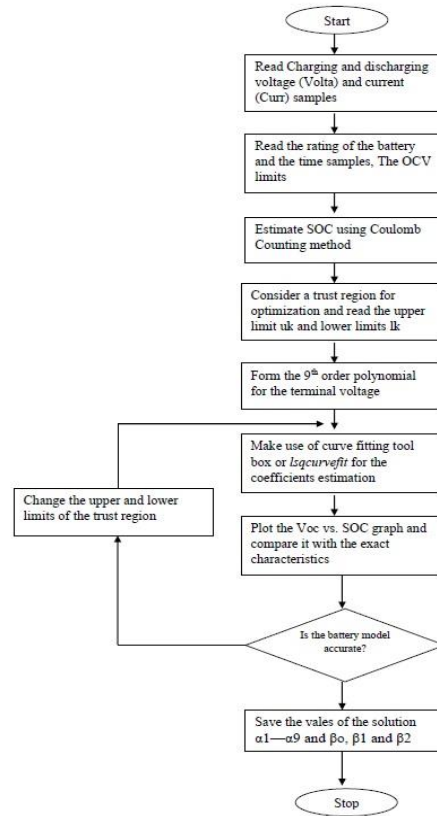 Start
Read Charging and discharging
voltage (Volta) and current
(Curr) samples
Read the rating of the battery
and the time samples, The OCV
limits
Estimate SOC using Coulomb
Counting method
Consider a trust region for
optimization and read the upper
limit uk and lower limits lk
Form the 9th order polynomial
for the terminal voltage
Make use of curve fitting tool
box or lsqcurvefit for the
coefficients estimation
Change the upper and lower
limits of the trust region
Plot the Voc vs. SOC graph and
compare it with the exact
characteristics
Is the battery model
accurate?
Save the vales of the solution
α1—α9 and βo, β1 and β2
Stop